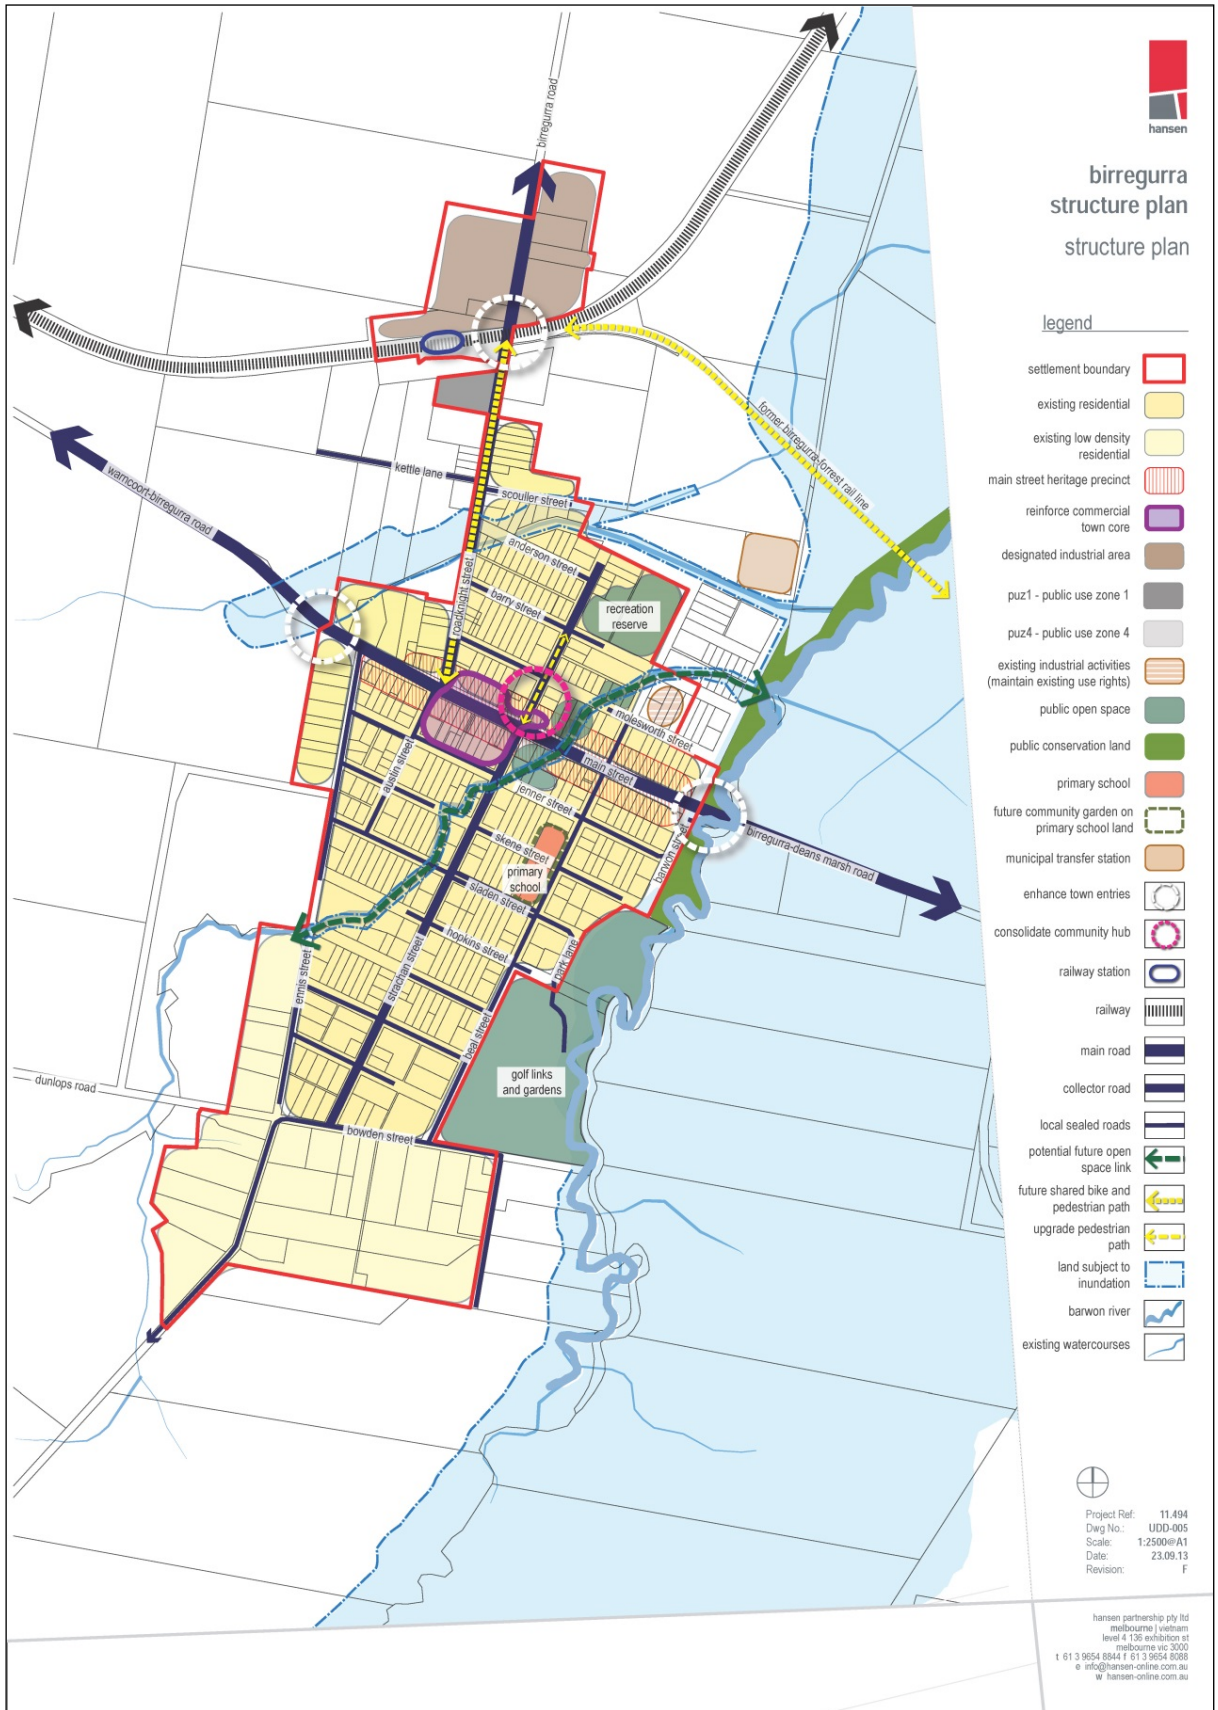 hansen
birregurra
structure plan
structure plan
legend
settlement boundary
existing residential
existing low density
residential
main street heritage precinct
reinforce commercial
town core
designated industrial area
puz1 - public use zone 1
puz4 - public use zone 4
existing industrial activities
(maintain existing use rights)
public open space
public conservation land
primary school
future community garden on
primary school land
municipal transfer station
enhance town entries
consolidate community hub
railway station
railway
main road
collector road
local sealed roads
potential future open
space link
future shared bike and
pedestrian path
upgrade pedestrian
path
land subject to
inundation
barwon river
existing watercourses
birregurra road
former birregurra-forrest rail line
warncoort-birregurra road
kettle lane
scouller street
anderson street
barry street
roadknight street
recreation
reserve
molesworth street
main street
austin street
jenner street
skene street
primary
school
sladen street
hopkins street
strachan street
barwon street
birregurra-deans marsh road
park lane
ennis street
beal street
golf links
and gardens
dunlops road
bowden street
Project Ref: 11.494
Dwg No.: UDD-005
Scale: 1:2500@A1
Date: 23.09.13
Revision: F
hansen partnership pty ltd
melbourne | vietnam
level 4 136 exhibition st
melbourne vic 3000
t 61 3 9654 8844 f 61 3 9654 8088
e info@hansen-online.com.au
w hansen-online.com.au